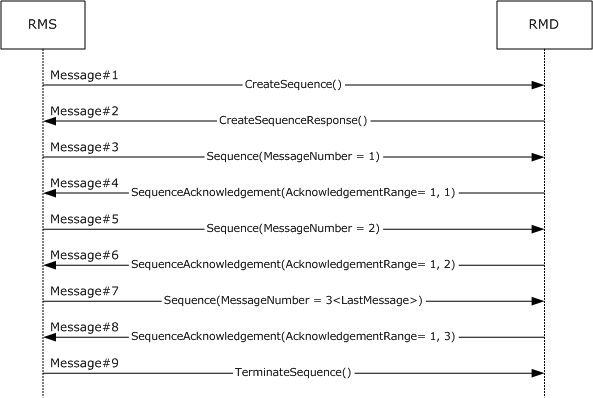 RMS
RMD
Message#1
CreateSequence()
Message#2
CreateSequenceResponse()
Message#3
Sequence(MessageNumber = 1)
Message#4
SequenceAcknowledgement(AcknowledgementRange= 1, 1)
Message#5
Sequence(MessageNumber = 2)
Message#6
SequenceAcknowledgement(AcknowledgementRange= 1, 2)
Message#7
Sequence(MessageNumber = 3<LastMessage>)
Message#8
SequenceAcknowledgement(AcknowledgementRange= 1, 3)
Message#9
TerminateSequence()